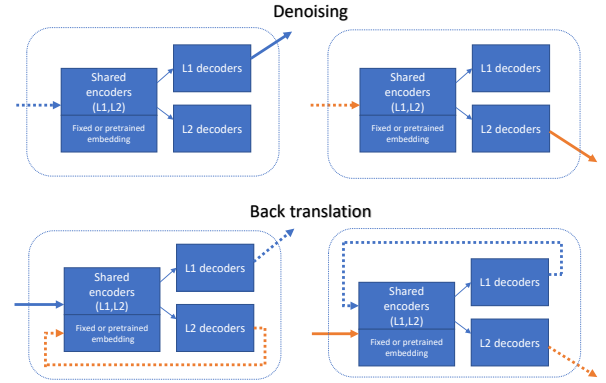 Denoising
Shared
encoders
(L1,L2)
Fixed or pretrained
embedding
L1 decoders
L2 decoders
Shared
encoders
(L1,L2)
Fixed or pretrained
embedding
L1 decoders
L2 decoders
Back translation
Shared
encoders
(L1,L2)
Fixed or pretrained
embedding
L1 decoders
L2 decoders
Shared
encoders
(L1,L2)
Fixed or pretrained
embedding
L1 decoders
L2 decoders